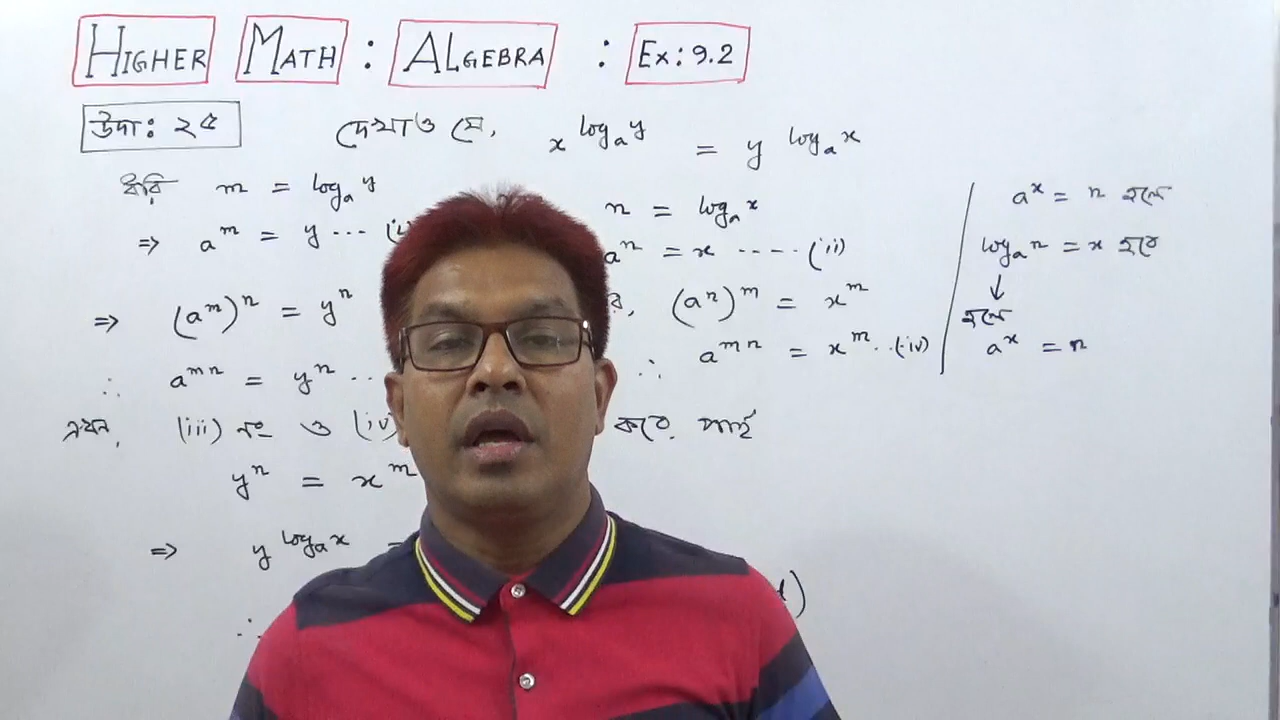 HIGHER MATH : ALGEBRA : Ex: 9.2
উদা: ২৫ দেখাও যে, x^log_a y = y^log_a x
ধরি m = log_a y n = log_a x
⇒ a^m = y ... a^n = x ---- (ii)
⇒ (a^m)^n = y^n (a^n)^m = x^m
∴ a^mn = y^n ... ∴ a^mn = x^m ..(iv)
এখন, (iii) নং ও (iv) করে পাই
y^n = x^m
⇒ y^log_a x =
∴
a^x = n হলে
log_a n = x হবে
↓
হলে
a^x = n